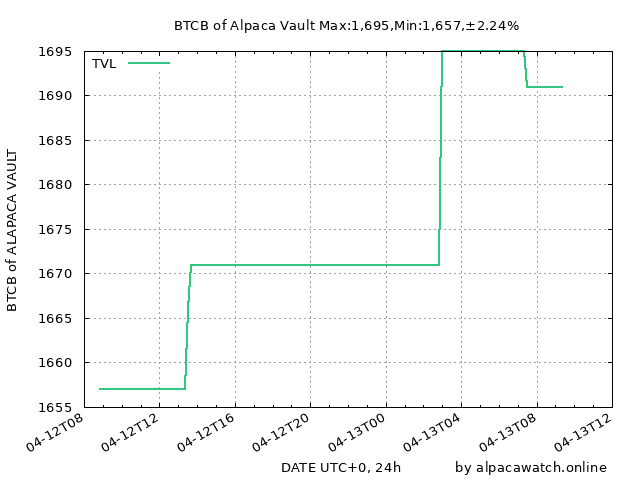 BTCB of Alpaca Vault Max:1,695,Min:1,657,±2.24%
TVL
1695
1690
1685
1680
1675
1670
1665
1660
1655
BTCB of ALAPACA VAULT
04-12T08
04-12T12
04-12T16
04-12T20
04-13T00
04-13T04
04-13T08
04-13T12
DATE UTC+0, 24h
by alpacawatch.online